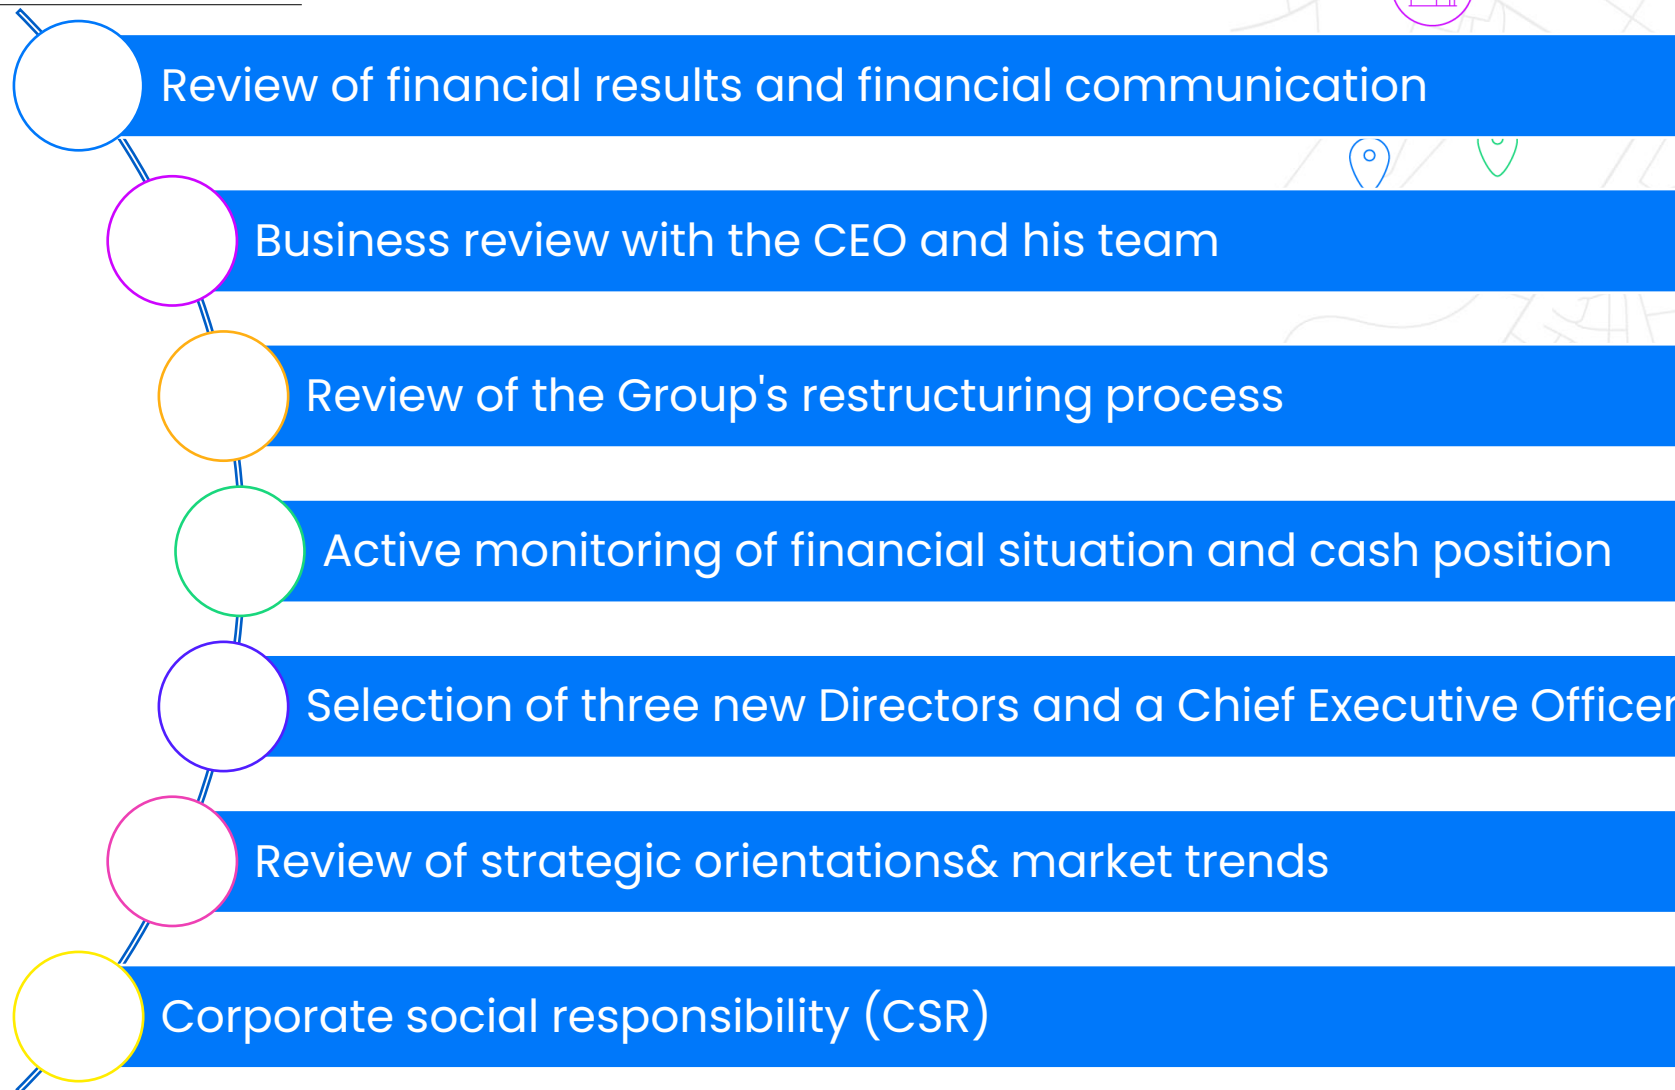 Review of financial results and financial communication
Business review with the CEO and his team
Review of the Group's restructuring process
Active monitoring of financial situation and cash position
Selection of three new Directors and a Chief Executive Officer
Review of strategic orientations& market trends
Corporate social responsibility (CSR)